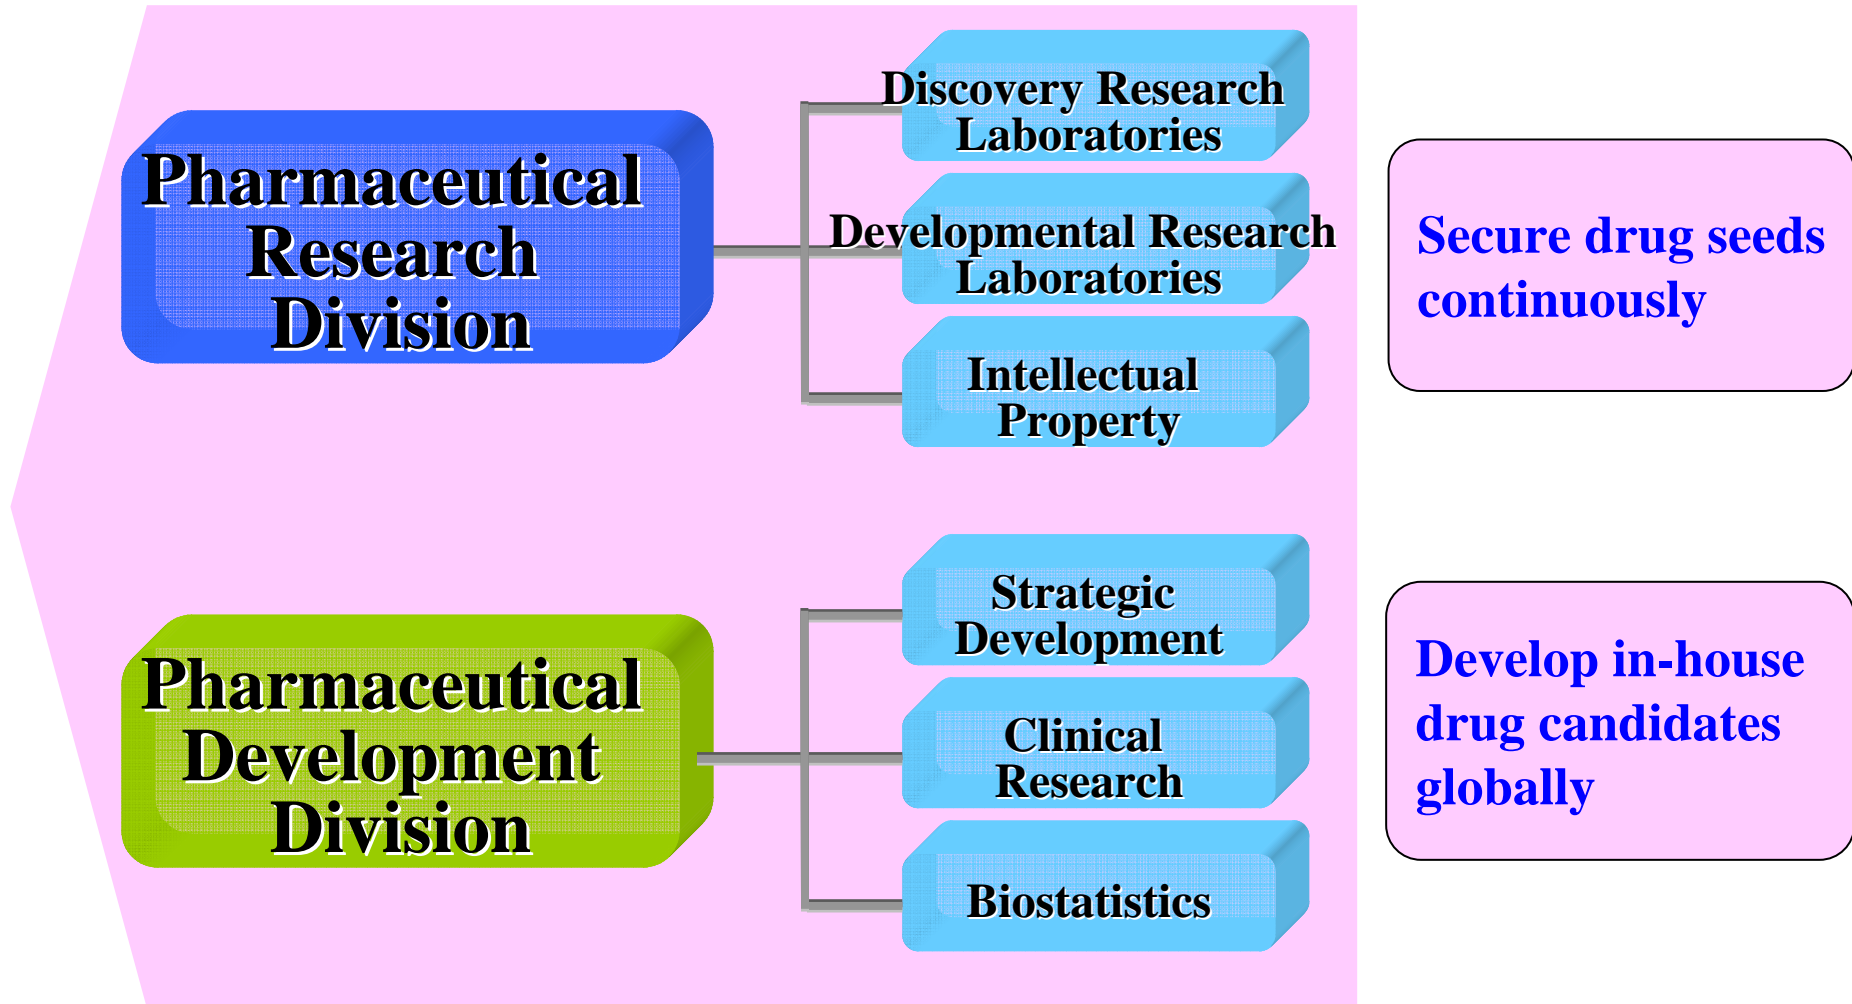 Pharmaceutical
Research
Division
Discovery Research
Laboratories
Developmental Research
Laboratories
Intellectual
Property
Secure drug seeds
continuously
Pharmaceutical
Development
Division
Strategic
Development
Clinical
Research
Biostatistics
Develop in-house
drug candidates
globally